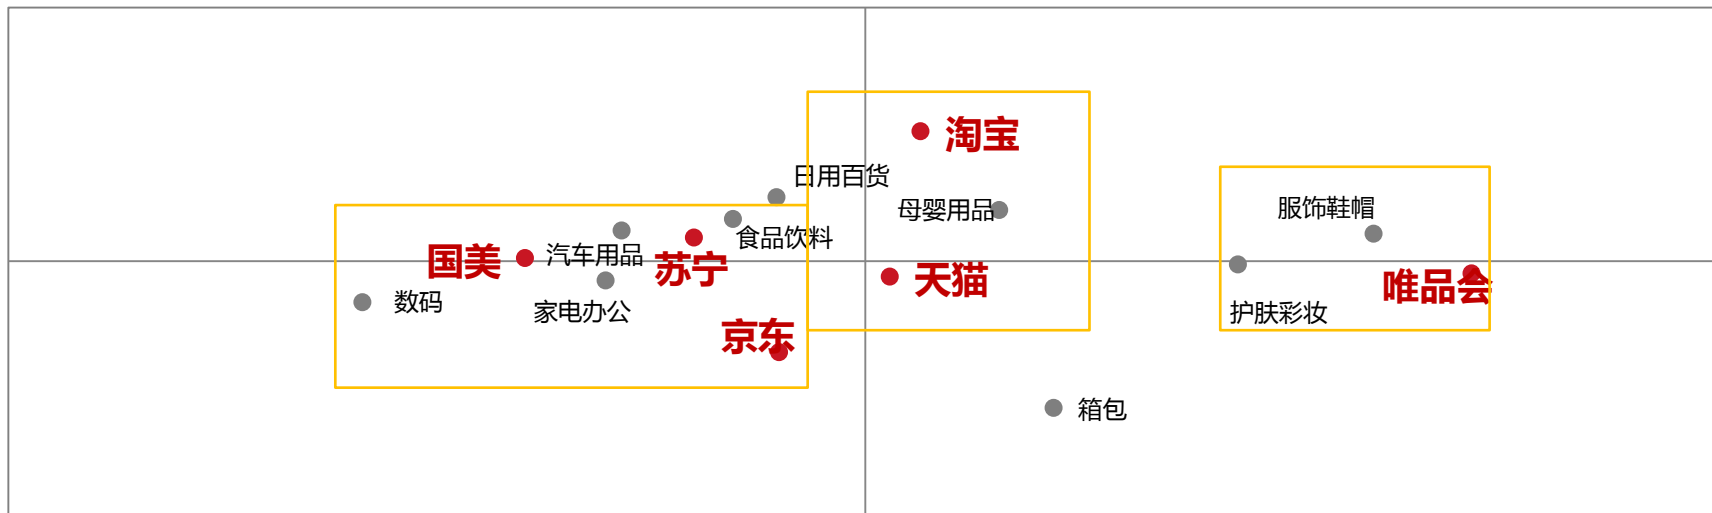 淘宝
日用百货
母婴用品
服饰鞋帽
食品饮料
国美
汽车用品
苏宁
天猫
唯品会
数码
家电办公
护肤彩妆
京东
箱包